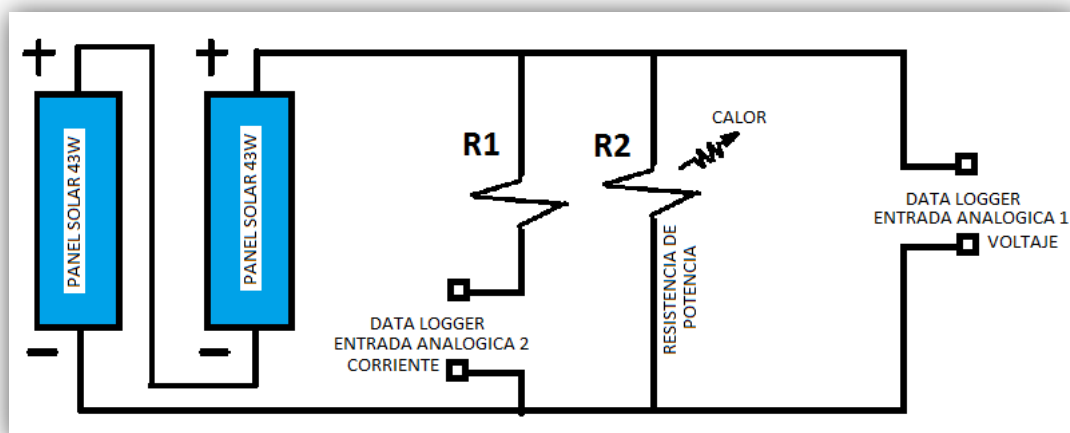 +
+
PANEL SOLAR 43W
PANEL SOLAR 43W
R1
R2
CALOR
RESISTENCIA DE
POTENCIA
DATA LOGGER
ENTRADA ANALOGICA 1
VOLTAJE
DATA LOGGER
ENTRADA ANALOGICA 2
CORRIENTE
-
-